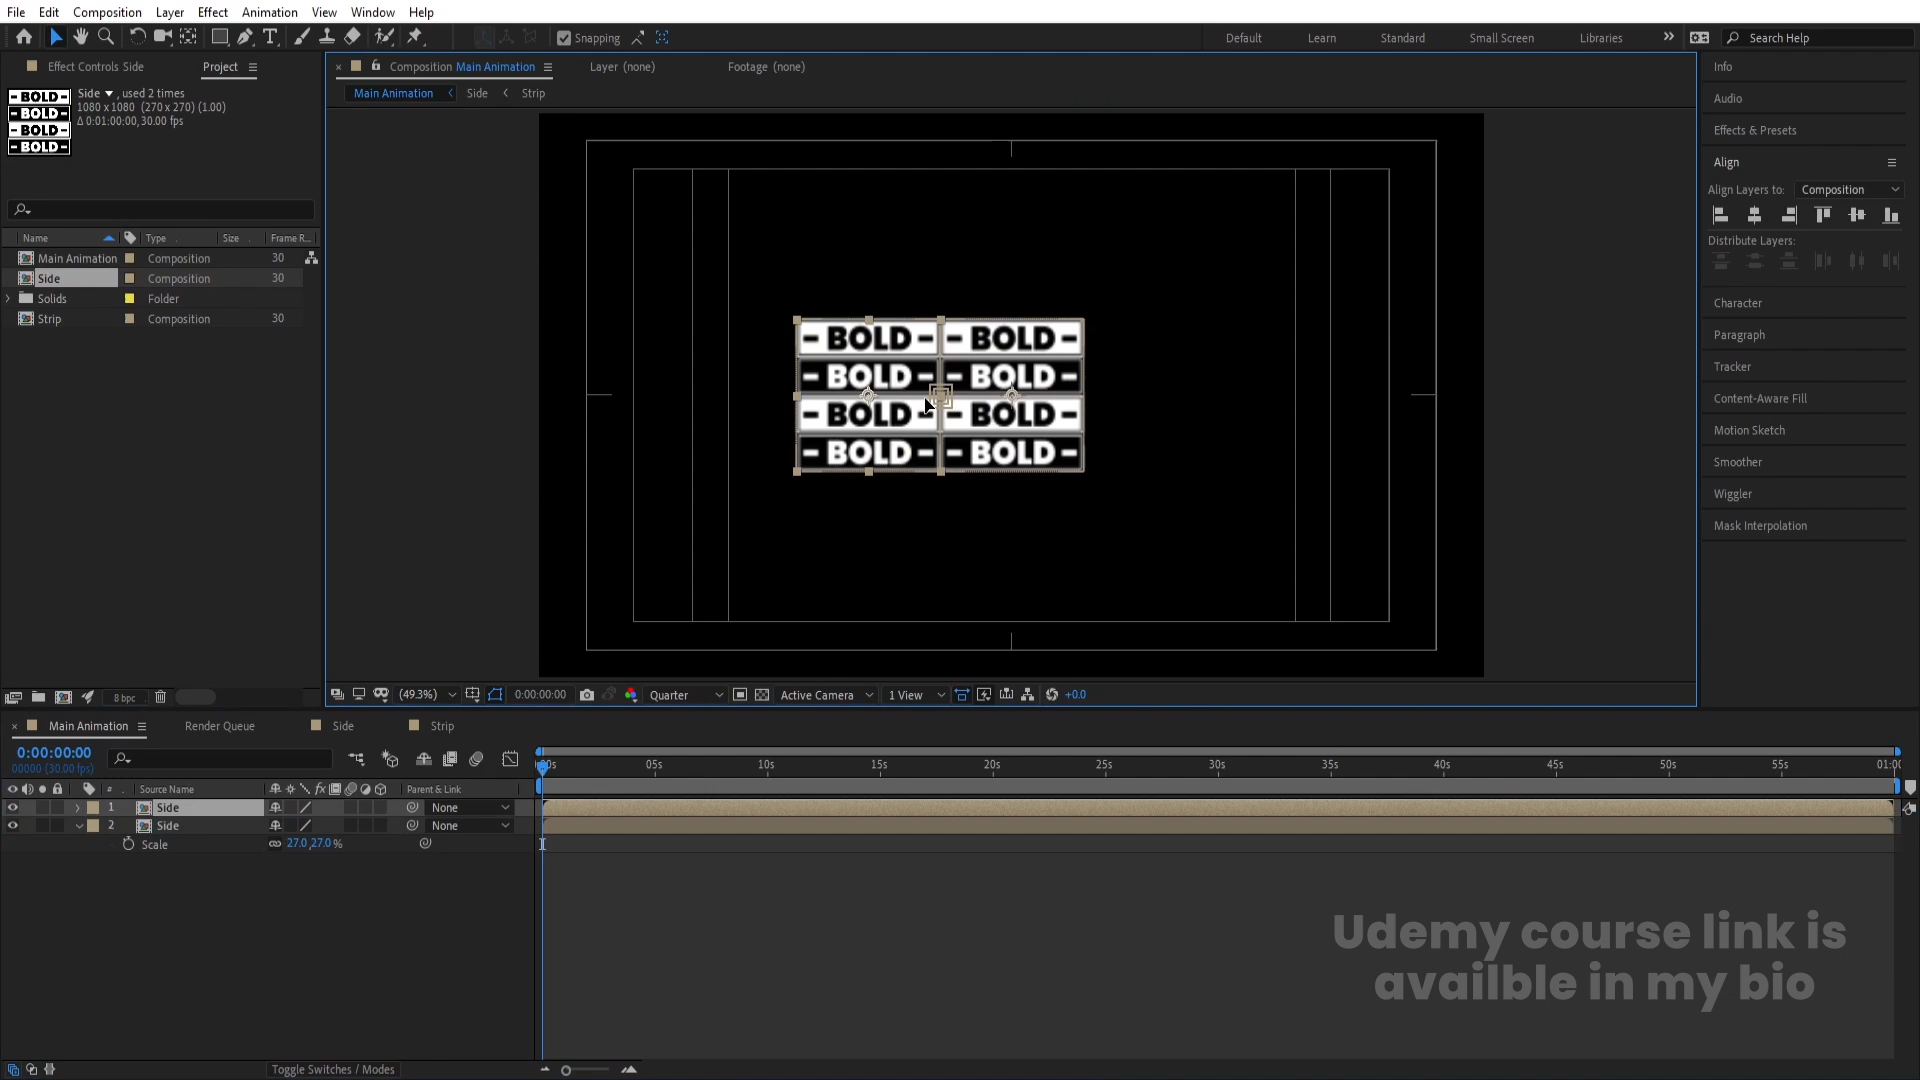 File Edit Composition Layer Effect Animation View Window Help
Snapping
Default Learn Standard Small Screen Libraries Search Help
Effect Controls Side Project
Side , used 2 times
1080 x 1080 (270 x 270) (1.00)
Δ 0:01:00:00, 30.00 fps
- BOLD -
- BOLD -
- BOLD -
- BOLD -
Name Type Size Frame R...
Main Animation Composition 30
Side Composition 30
Solids Folder
Strip Composition 30
8 bpc
Composition Main Animation Layer (none) Footage (none)
Main Animation Side Strip
- BOLD - - BOLD -
- BOLD - - BOLD -
- BOLD - - BOLD -
- BOLD - - BOLD -
(49.3%) 0:00:00:00 Quarter Active Camera 1 View +0.0
Info
Audio
Effects & Presets
Align
Align Layers to: Composition
Distribute Layers:
Character
Paragraph
Tracker
Content-Aware Fill
Motion Sketch
Smoother
Wiggler
Mask Interpolation
Main Animation Render Queue Side Strip
0:00:00:00
00000 (30.00 fps)
05s 10s 15s 20s 25s 30s 35s 40s 45s 50s 55s
# Source Name fx Parent & Link
1 Side None
2 Side None
Scale 27.0,27.0 %
Toggle Switches / Modes
Udemy course link is
availble in my bio